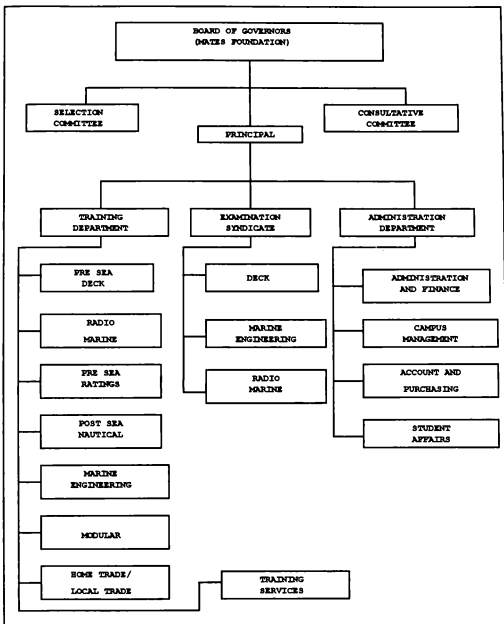 BOARD OF GOVERNORS
(MATES FOUNDATION)
SELECTION
COMMITTEE
CONSULTATIVE
COMMITTEE
PRINCIPAL
TRAINING
DEPARTMENT
EXAMINATION
SYNDICATE
ADMINISTRATION
DEPARTMENT
PRE SEA
DECK
RADIO
MARINE
PRE SEA
RATINGS
POST SEA
NAUTICAL
MARINE
ENGINEERING
MODULAR
HOME TRADE/
LOCAL TRADE
TRAINING
SERVICES
DECK
MARINE
ENGINEERING
RADIO
MARINE
ADMINISTRATION
AND FINANCE
CAMPUS
MANAGEMENT
ACCOUNT AND
PURCHASING
STUDENT
AFFAIRS